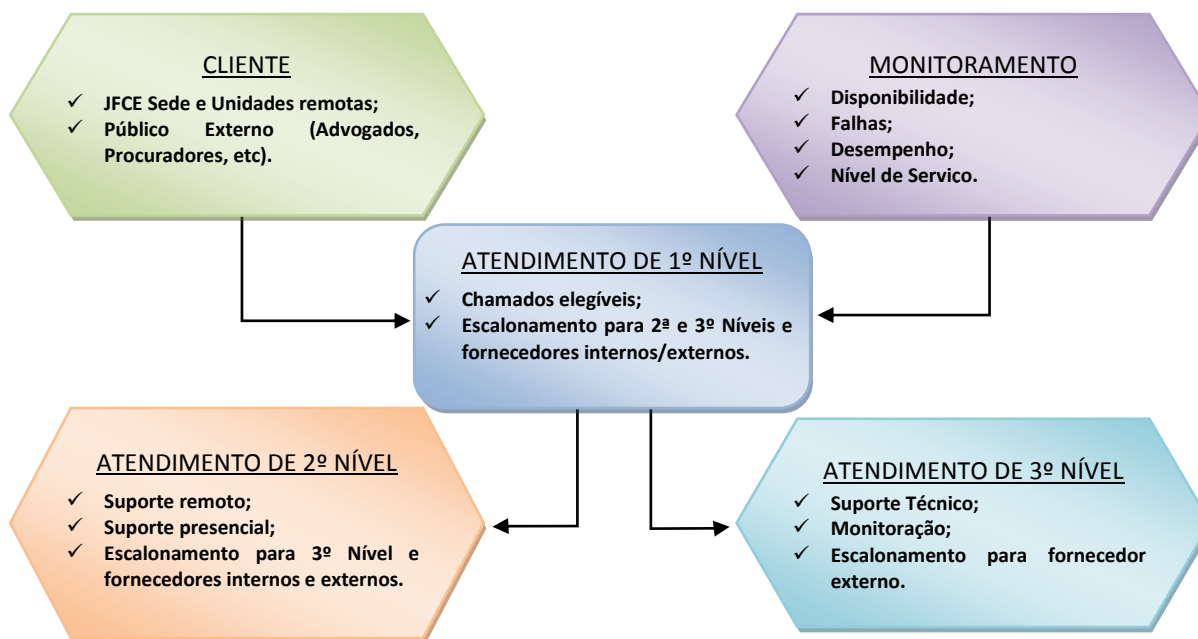 CLIENTE
✓ JFCE Sede e Unidades remotas;
✓ Público Externo (Advogados,
Procuradores, etc).
MONITORAMENTO
✓ Disponibilidade;
✓ Falhas;
✓ Desempenho;
✓ Nível de Servico.
ATENDIMENTO DE 1º NÍVEL
✓ Chamados elegíveis;
✓ Escalonamento para 2ª e 3º Níveis e
fornecedores internos/externos.
ATENDIMENTO DE 2º NÍVEL
✓ Suporte remoto;
✓ Suporte presencial;
✓ Escalonamento para 3º Nível e
fornecedores internos e externos.
ATENDIMENTO DE 3º NÍVEL
✓ Suporte Técnico;
✓ Monitoração;
✓ Escalonamento para fornecedor
externo.